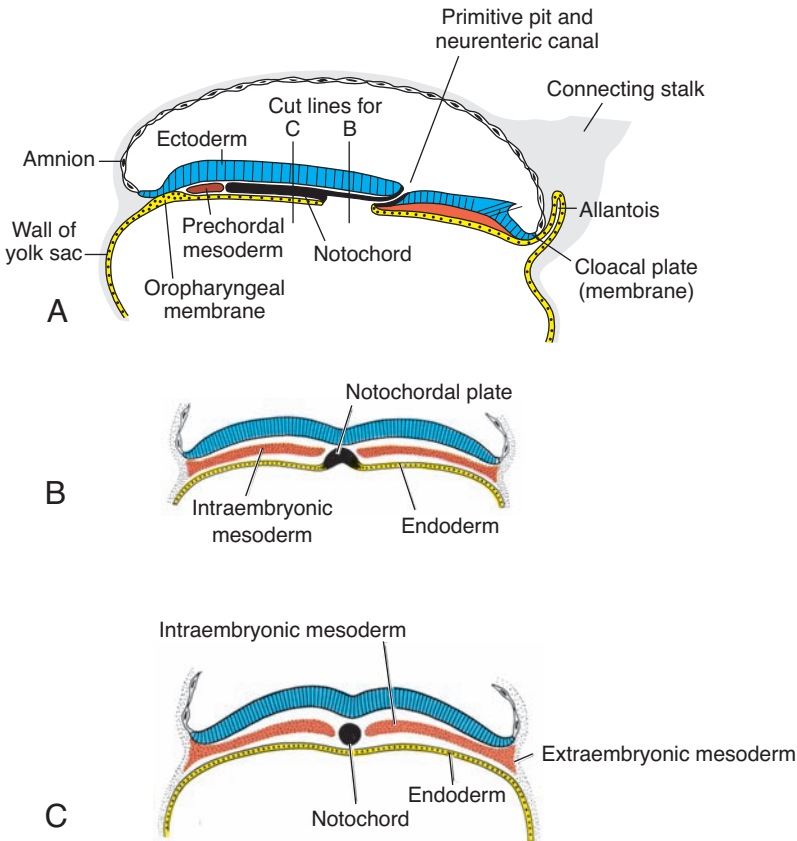 Primitive pit and
neurenteric canal
Connecting stalk
Cut lines for
C B
Ectoderm
Amnion
Allantois
Wall of
yolk sac
Prechordal
mesoderm
Notochord
Cloacal plate
(membrane)
Oropharyngeal
membrane
A
Notochordal plate
B
Intraembryonic
mesoderm
Endoderm
Intraembryonic mesoderm
Extraembryonic mesoderm
Endoderm
Notochord
C